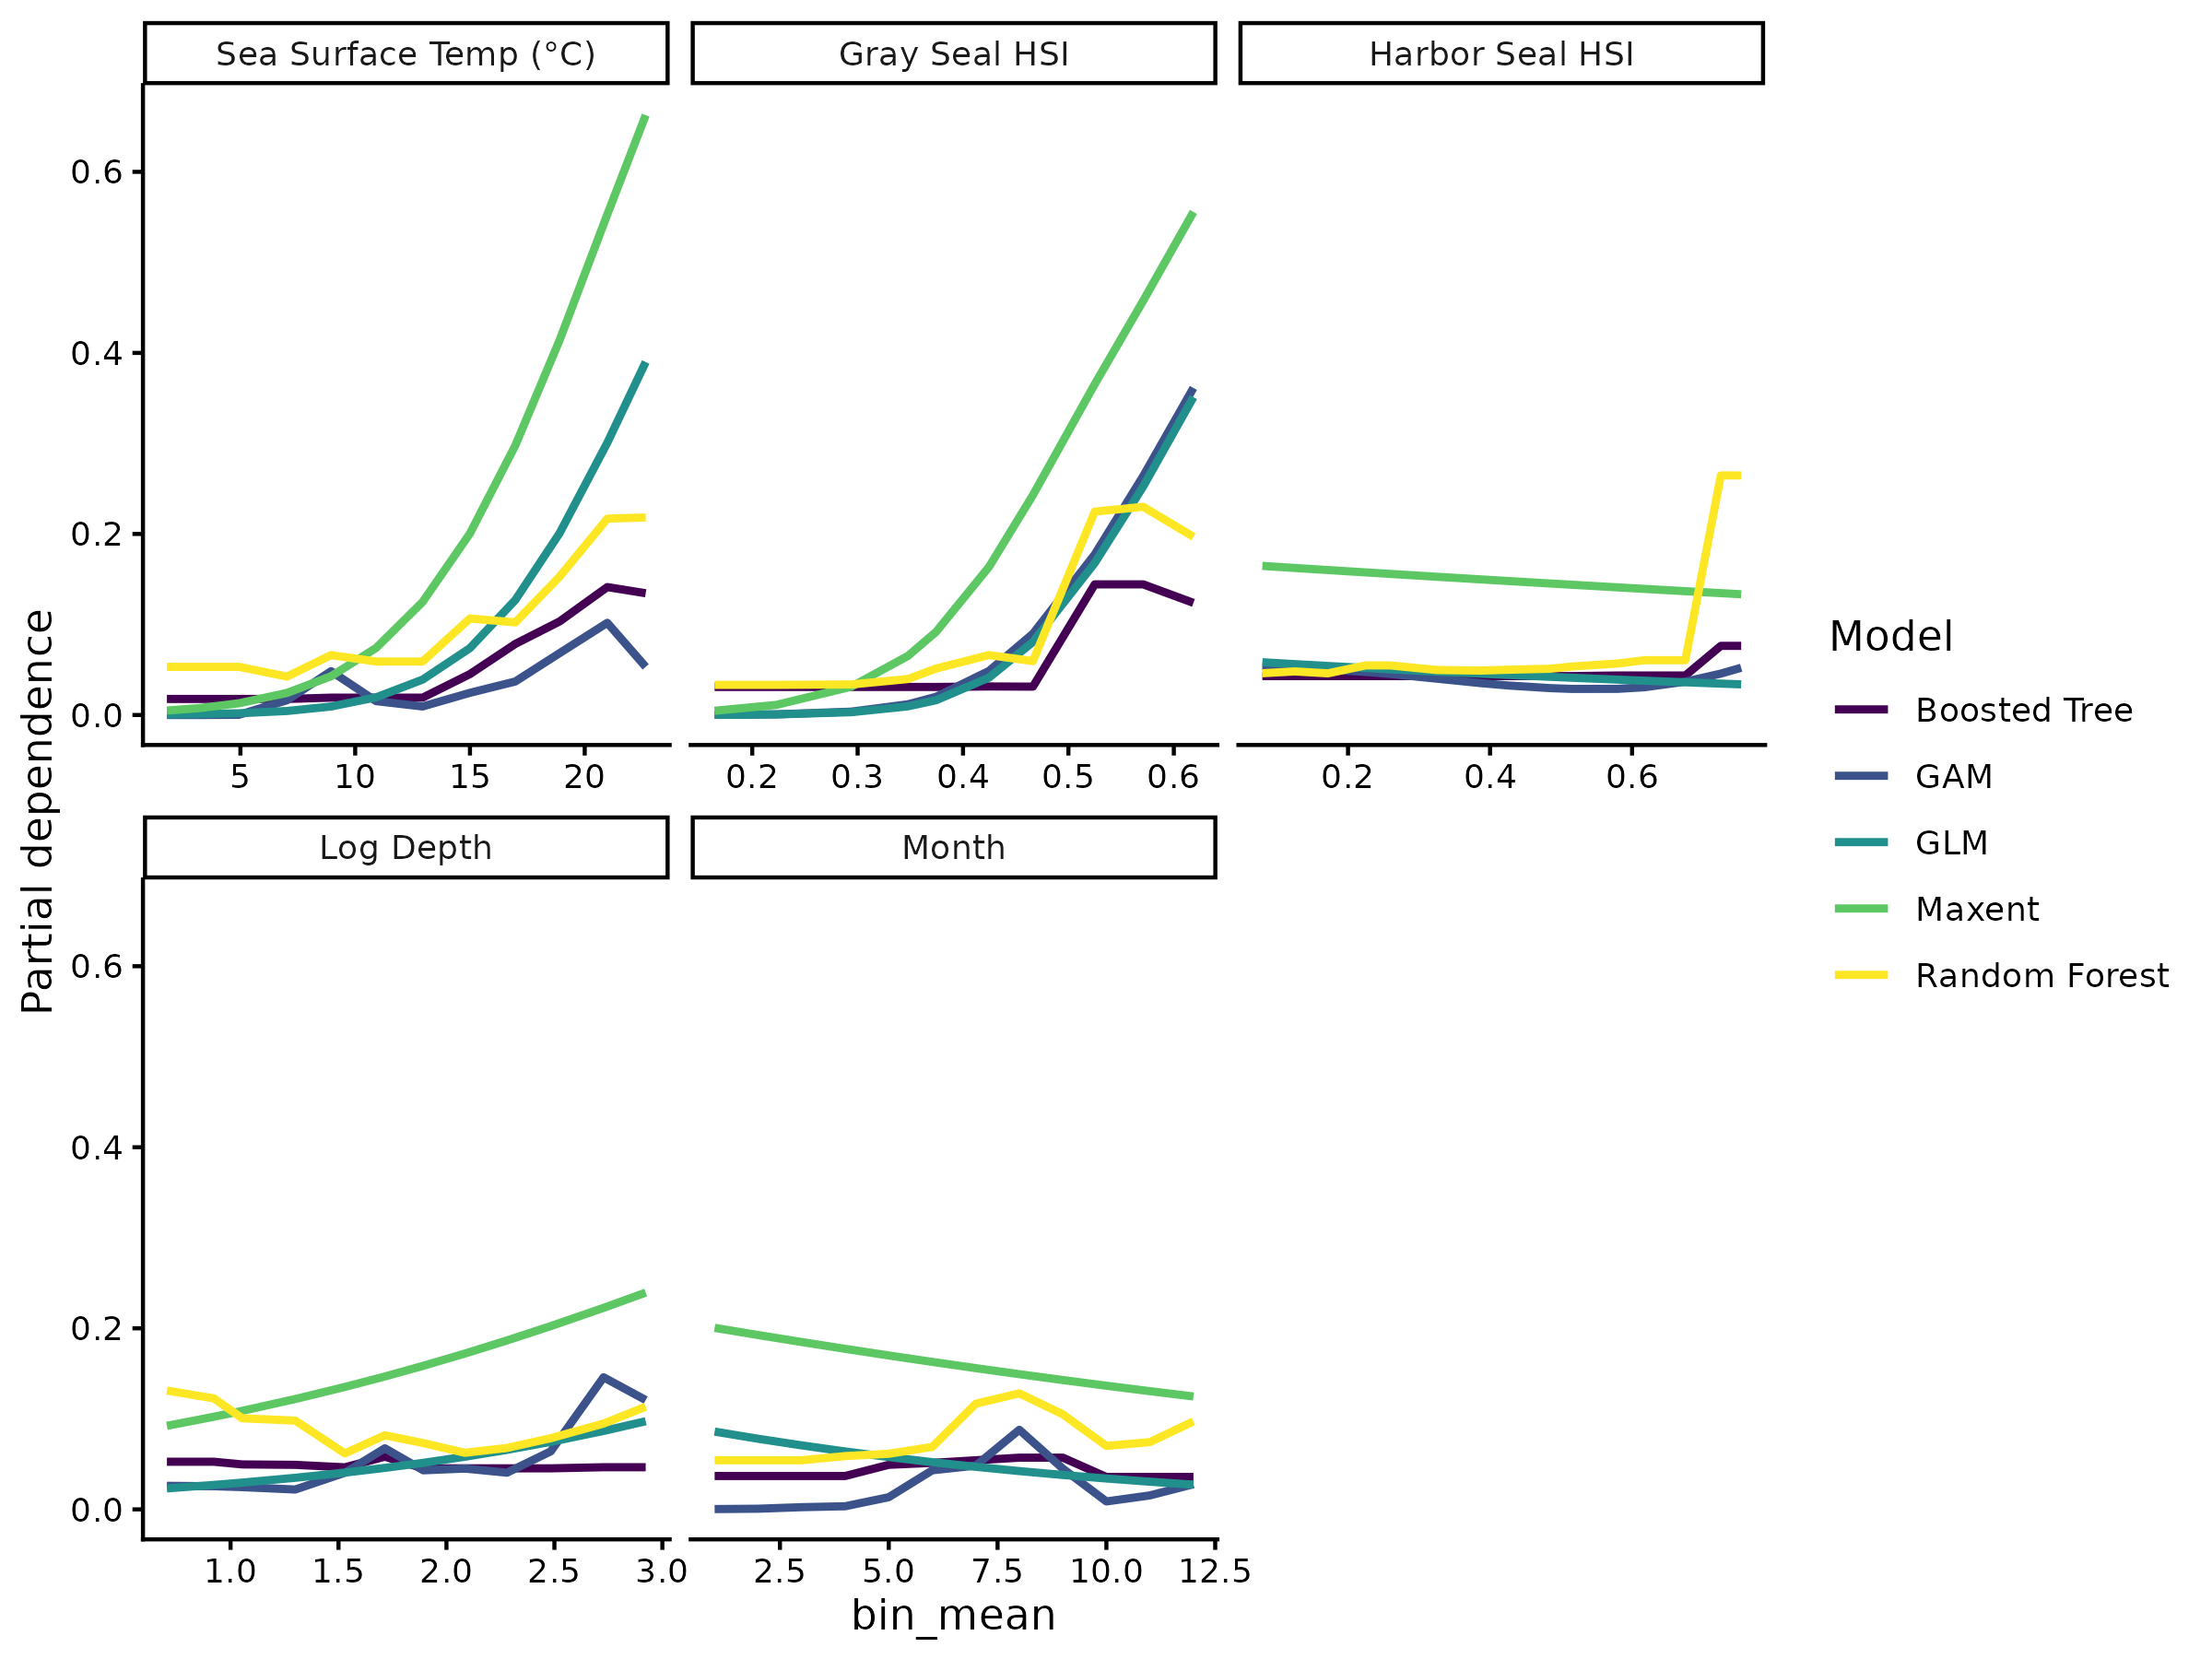 Sea Surface Temp (°C)
Gray Seal HSI
Harbor Seal HSI
0.6
0.4
0.2
0.0
5 10 15 20
0.2 0.3 0.4 0.5 0.6
0.2 0.4 0.6
Log Depth
Month
0.6
0.4
0.2
0.0
1.0 1.5 2.0 2.5 3.0
2.5 5.0 7.5 10.0 12.5
bin_mean
Partial dependence
Model
Boosted Tree
GAM
GLM
Maxent
Random Forest